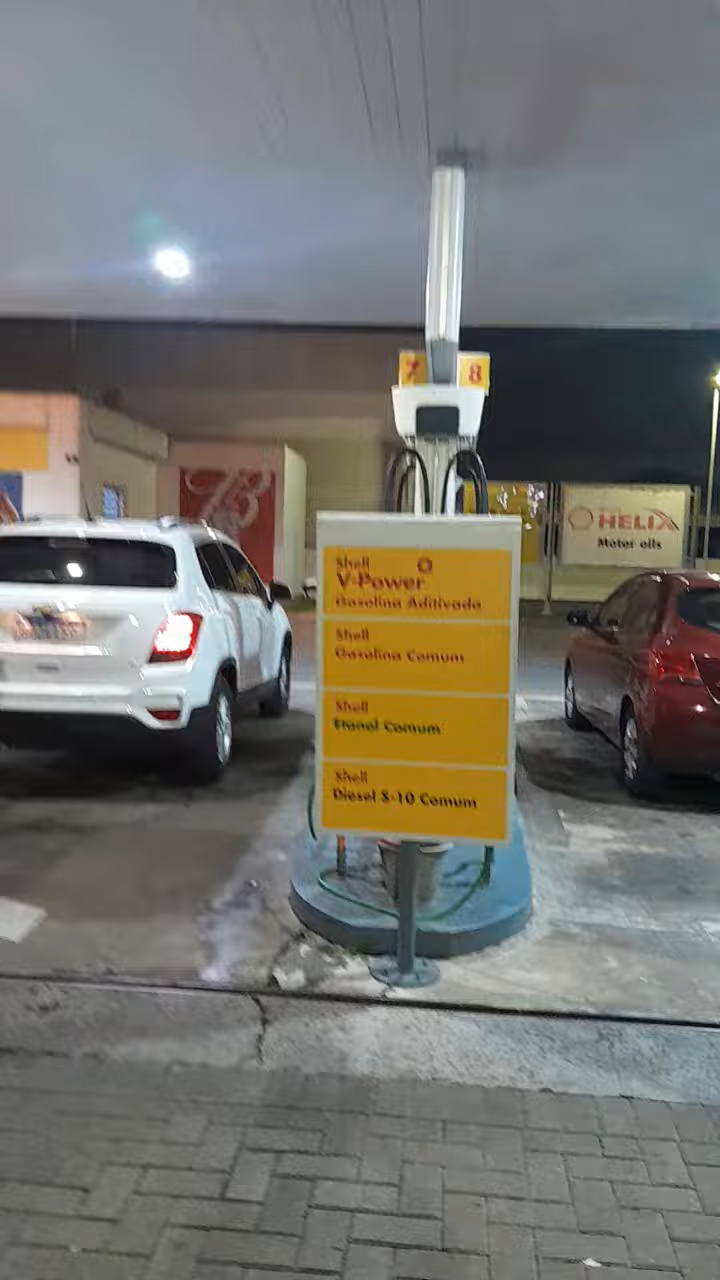 7 8
HELIX
Motor oils
Shell
V-Power
Gasolina Aditivada
Shell
Gasolina Comum
Shell
Etanol Comum
Shell
Diesel S-10 Comum